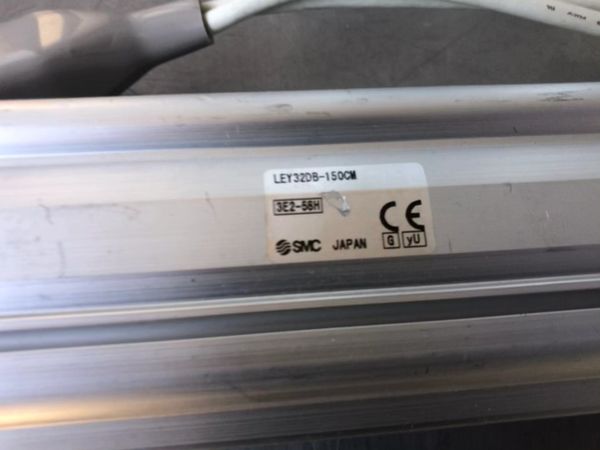 LEY32DB-150CM
3E2-56H
CE
SMC JAPAN G yU